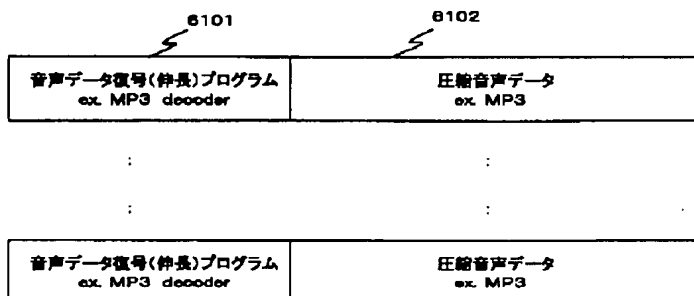 6101
6102
音声データ復号(伸長)プログラム
ex. MP3 decoder
圧縮音声データ
ex. MP3
:
:
:
:
音声データ復号(伸長)プログラム
ex. MP3 decoder
圧縮音声データ
ex. MP3